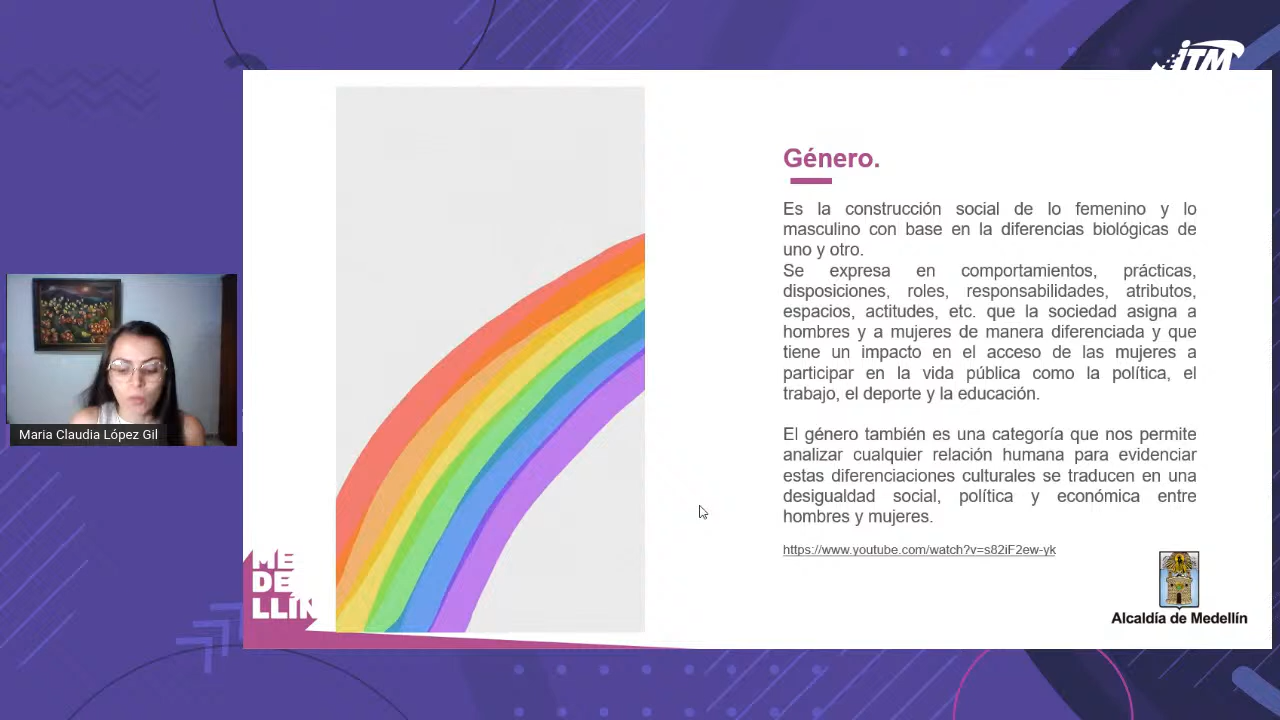 iTM
Género.
Es la construcción social de lo femenino y lo
masculino con base en la diferencias biológicas de
uno y otro.
Se expresa en comportamientos, prácticas,
disposiciones, roles, responsabilidades, atributos,
espacios, actitudes, etc. que la sociedad asigna a
hombres y a mujeres de manera diferenciada y que
tiene un impacto en el acceso de las mujeres a
participar en la vida pública como la política, el
trabajo, el deporte y la educación.
El género también es una categoría que nos permite
analizar cualquier relación humana para evidenciar
estas diferenciaciones culturales se traducen en una
desigualdad social, política y económica entre
hombres y mujeres.
https://www.youtube.com/watch?v=s82iF2ew-yk
Maria Claudia López Gil
ME
DE
LLÍN
Alcaldía de Medellín